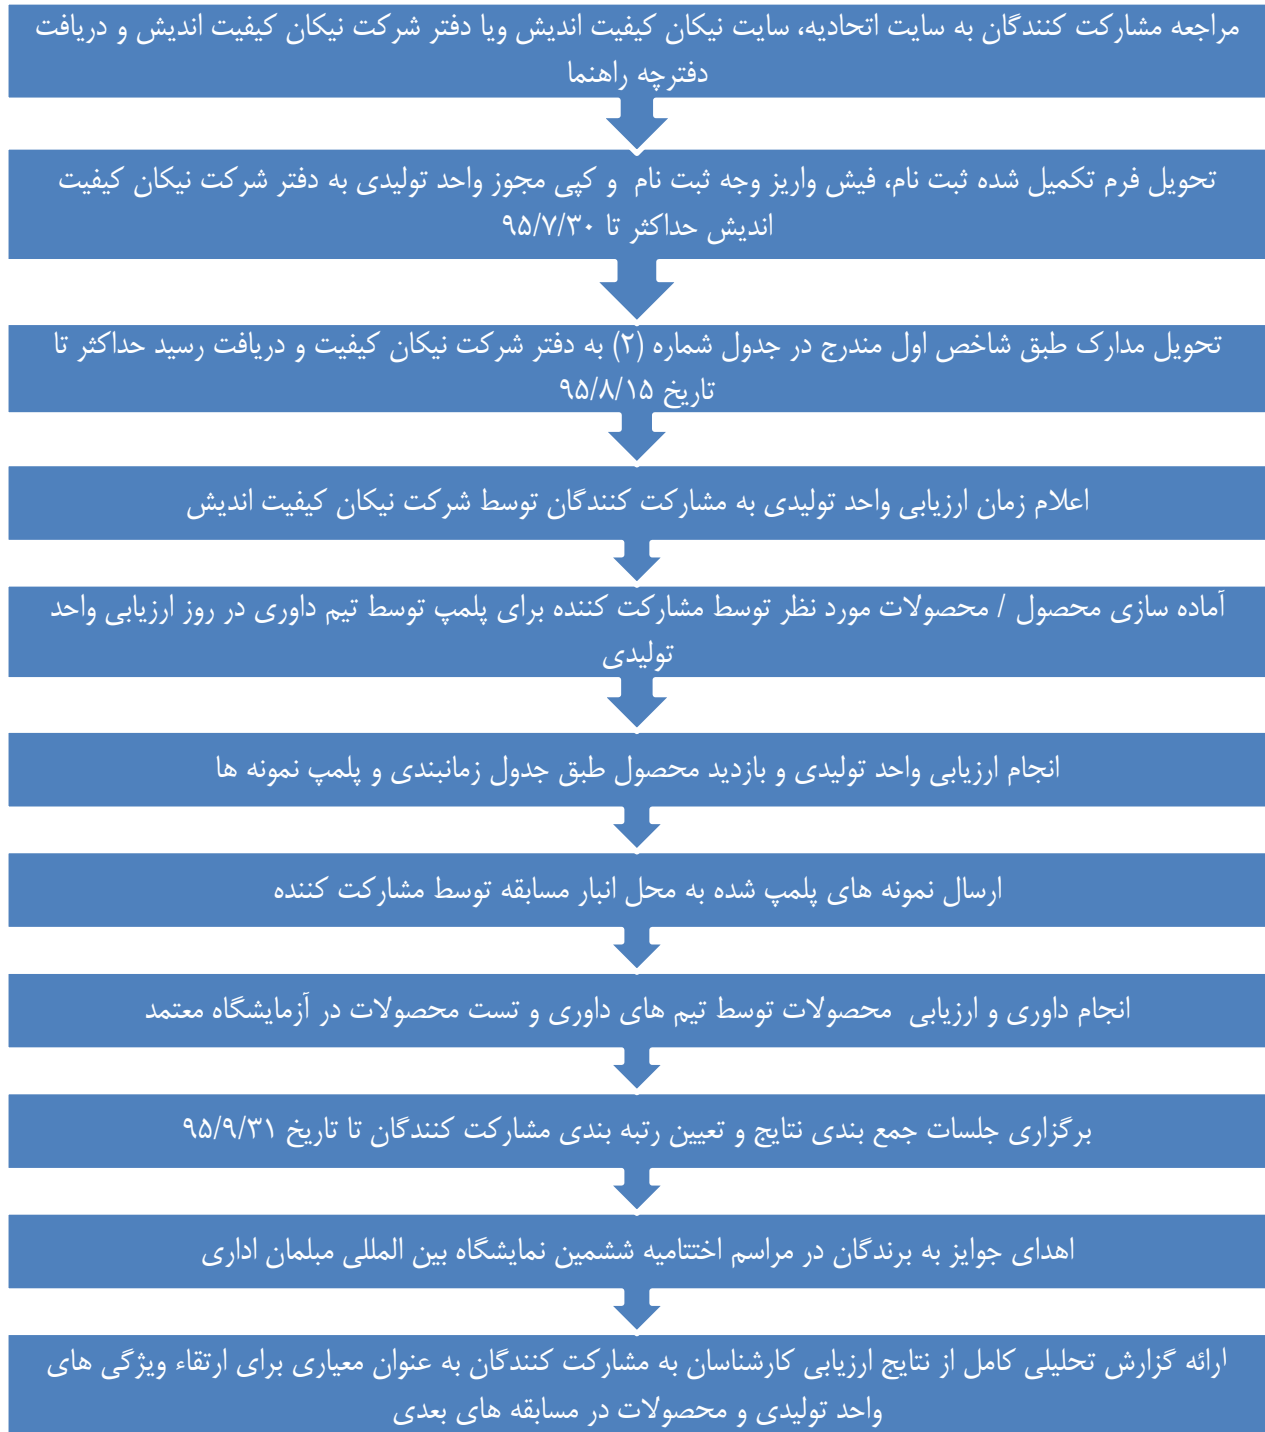 مراجعه مشارکت کنندگان به سایت اتحادیه، سایت نیکان کیفیت اندیش ویا دفتر شرکت نیکان کیفیت اندیش و دریافت
دفترچه راهنما
تحویل فرم تکمیل شده ثبت نام، فیش واریز وجه ثبت نام و کپی مجوز واحد تولیدی به دفتر شرکت نیکان کیفیت
اندیش حداکثر تا ۹۵/۷/۳۰
تحویل مدارک طبق شاخص اول مندرج در جدول شماره (۲) به دفتر شرکت نیکان کیفیت و دریافت رسید حداکثر تا
تاریخ ۹۵/۸/۱۵
اعلام زمان ارزیابی واحد تولیدی به مشارکت کنندگان توسط شرکت نیکان کیفیت اندیش
آماده سازی محصول / محصولات مورد نظر توسط مشارکت کننده برای پلمپ توسط تیم داوری در روز ارزیابی واحد
تولیدی
انجام ارزیابی واحد تولیدی و بازدید محصول طبق جدول زمانبندی و پلمپ نمونه ها
ارسال نمونه های پلمپ شده به محل انبار مسابقه توسط مشارکت کننده
انجام داوری و ارزیابی محصولات توسط تیم های داوری و تست محصولات در آزمایشگاه معتمد
برگزاری جلسات جمع بندی نتایج و تعیین رتبه بندی مشارکت کنندگان تا تاریخ ۹۵/۹/۳۱
اهدای جوایز به برندگان در مراسم اختتامیه ششمین نمایشگاه بین المللی مبلمان اداری
ارائه گزارش تحلیلی کامل از نتایج ارزیابی کارشناسان به مشارکت کنندگان به عنوان معیاری برای ارتقاء ویژگی های
واحد تولیدی و محصولات در مسابقه های بعدی